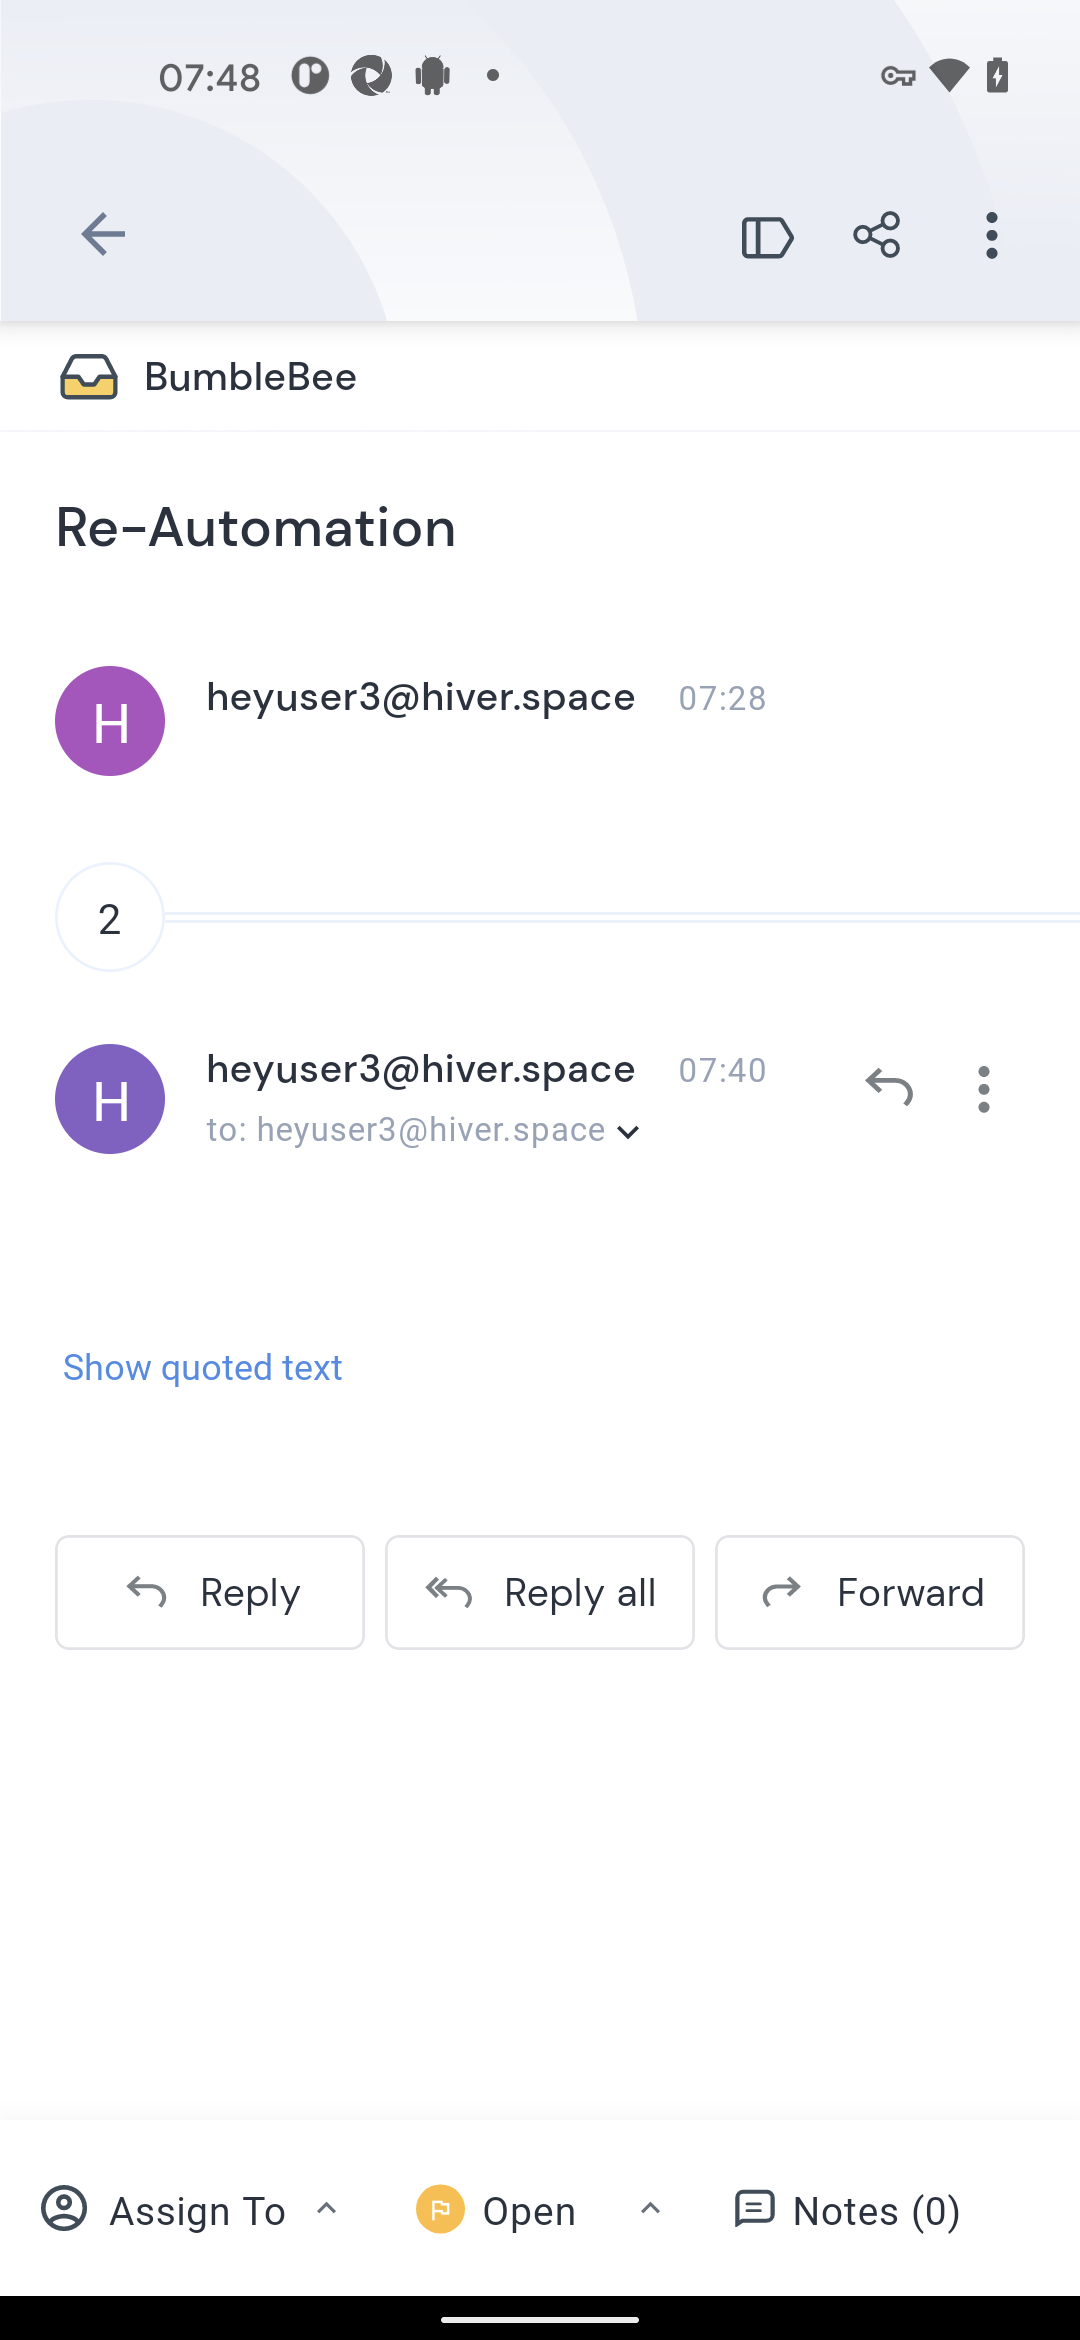 07:48
BumbleBee
Re-Automation
H
heyuser3@hiver.space 07:28
2
H
heyuser3@hiver.space 07:40
to: heyuser3@hiver.space
Show quoted text
Reply Reply all Forward
Assign To Open Notes (0)